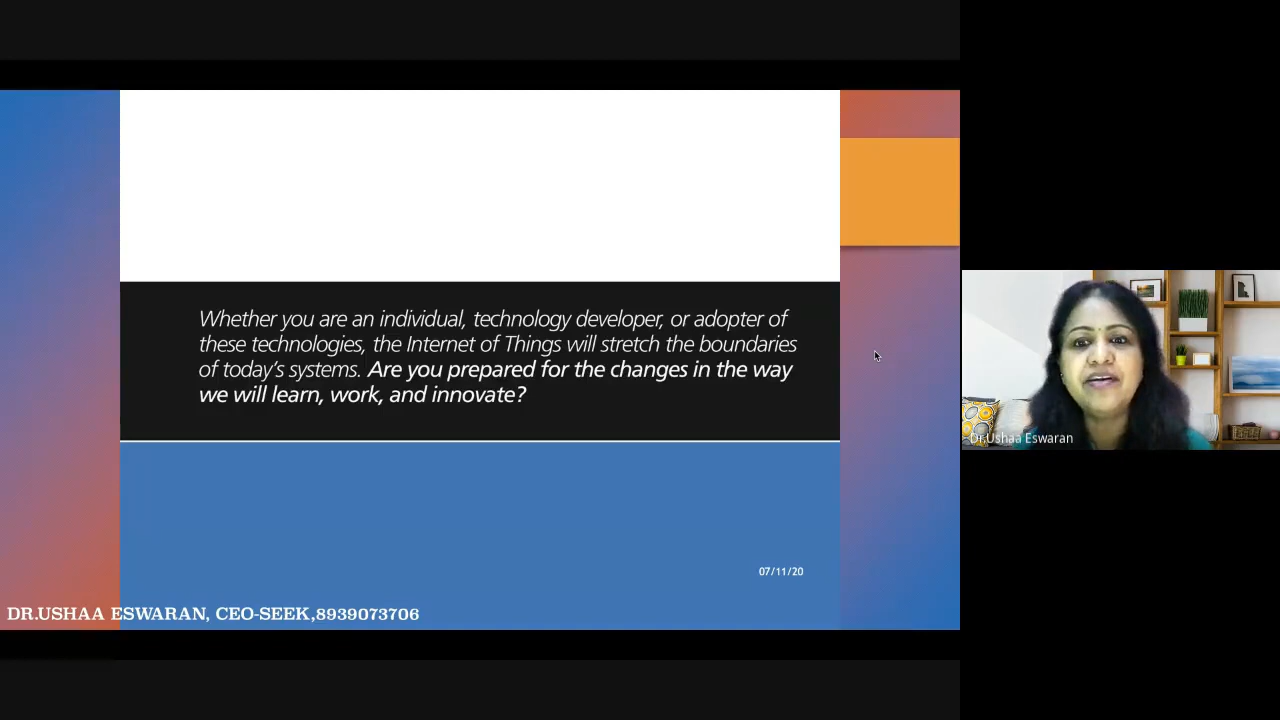 Whether you are an individual, technology developer, or adopter of
these technologies, the Internet of Things will stretch the boundaries
of today's systems. Are you prepared for the changes in the way
we will learn, work, and innovate?
07/11/20
DR.USHAA ESWARAN, CEO-SEEK,8939073706
Dr.Ushaa Eswaran